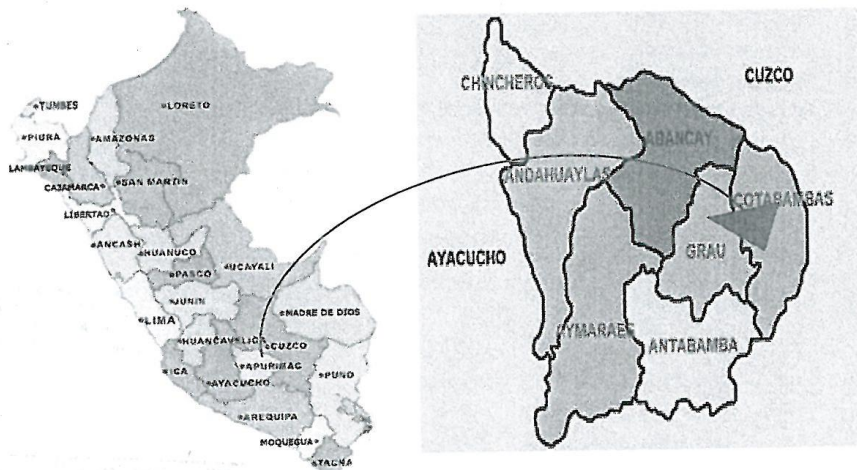 TUMBES
LORETO
PIURA
AMAZONAS
LAMBAYEQUE
CAJAMARCA
SAN MARTIN
LIBERTAD
ANCASH
HUANUCO
UCAYALI
PASCO
JUNIN
LIMA
MADRE DE DIOS
HUANCAVELICA
CUZCO
APURIMAC
PUNO
ICA
AYACUCHO
AREQUIPA
MOQUEGUA
TACNA
CHINCHEROS
CUZCO
ABANCAY
ANDAHUAYLAS
COTABAMBAS
AYACUCHO
GRAU
AYMARAES
ANTABAMBA